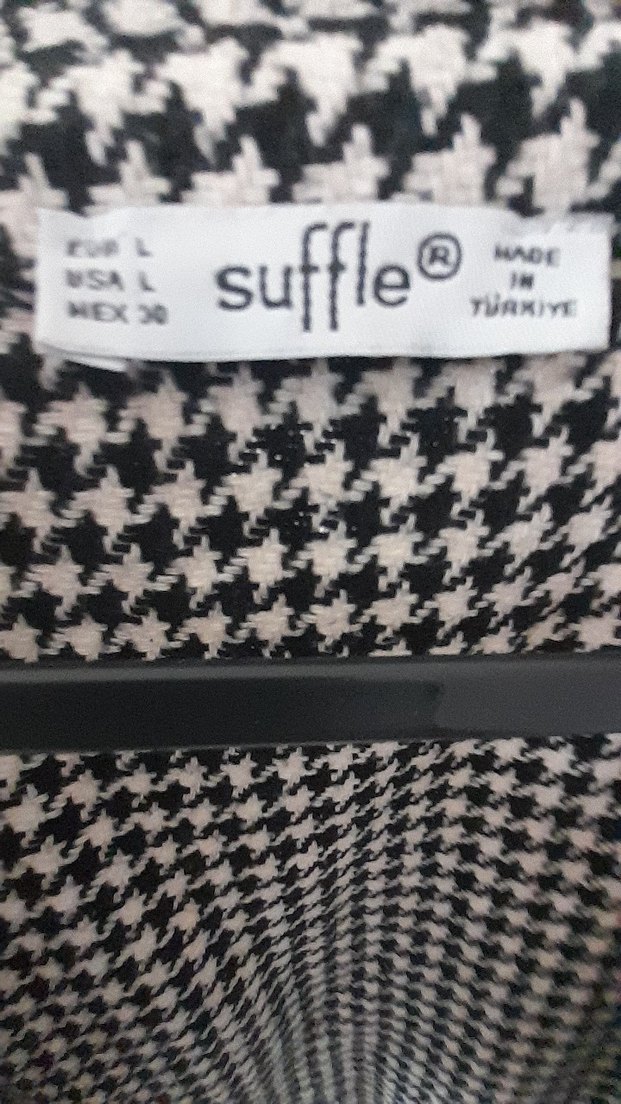 EUR L
USA L
MEX 30
suffle®
MADE
IN
TÜRKIYE